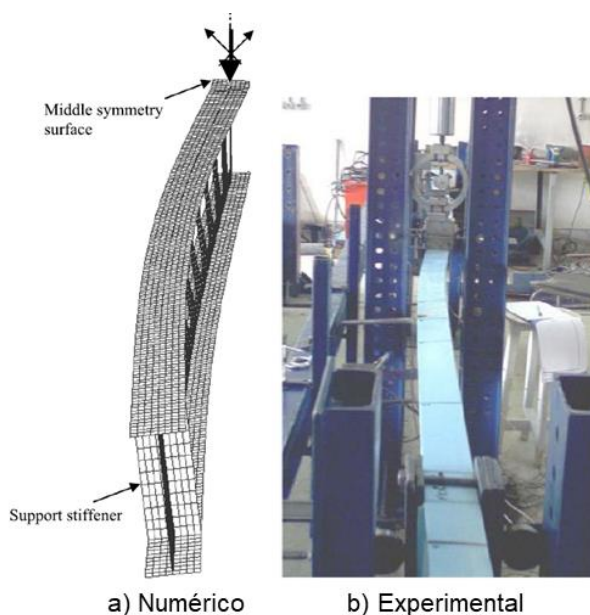 Middle symmetry
surface
Support stiffener
a) Numérico
b) Experimental